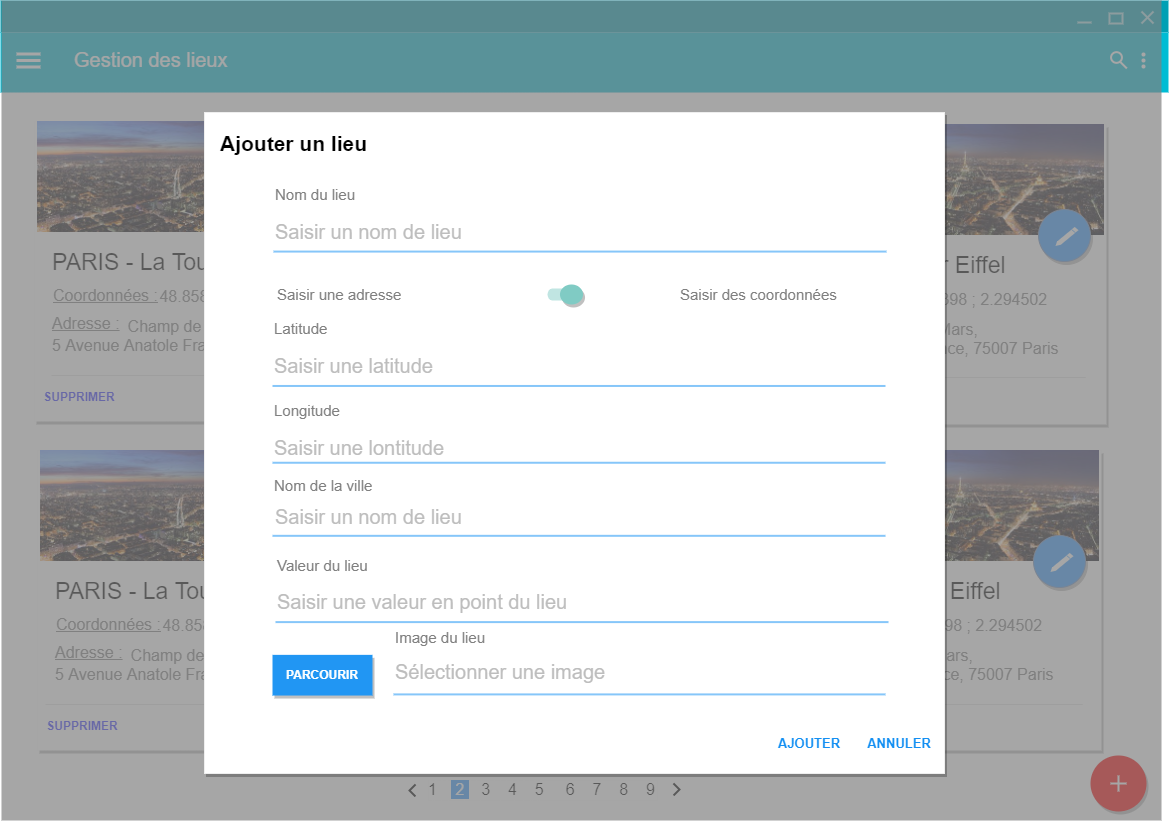 Gestion des lieux
Ajouter un lieu
Nom du lieu
Saisir un nom de lieu
Saisir une adresse
Saisir des coordonnées
Latitude
Saisir une latitude
Longitude
Saisir une lontitude
Nom de la ville
Saisir un nom de lieu
Valeur du lieu
Saisir une valeur en point du lieu
Image du lieu
PARCOURIR
Sélectionner une image
AJOUTER
ANNULER
PARIS - La Tou
Coordonnées : 48.858
Adresse : Champ de
5 Avenue Anatole Fra
SUPPRIMER
r Eiffel
398 ; 2.294502
Mars,
ce, 75007 Paris
PARIS - La Tou
Coordonnées : 48.858
Adresse : Champ de
5 Avenue Anatole Fra
SUPPRIMER
Eiffel
98 ; 2.294502
ars,
ce, 75007 Paris
1 2 3 4 5 6 7 8 9